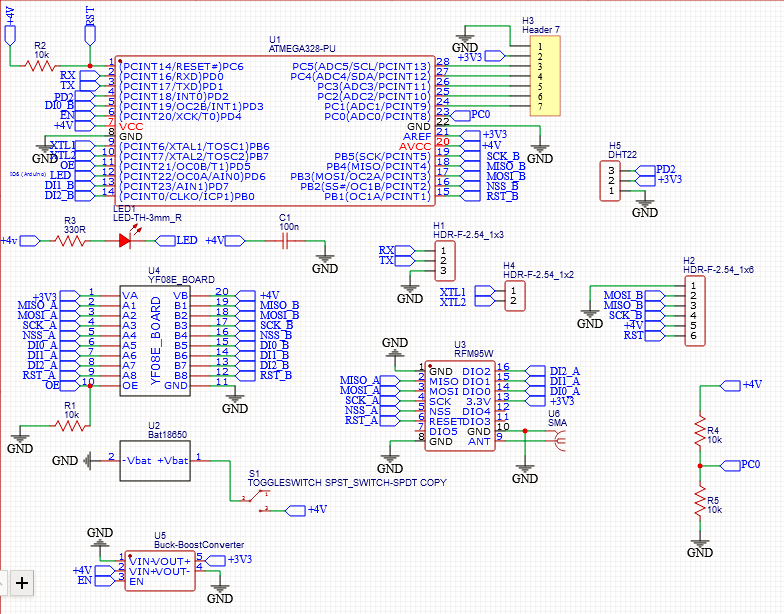 +4V
RST
R2
10k
U1
ATMEGA328-PU
1 (PCINT14/RESET#)PC6
RX 2 (PCINT16/RXD)PD0
TX 3 (PCINT17/TXD)PD1
PD2 4 (PCINT18/INT0)PD2
DI0_B 5 (PCINT19/OC2B/INT1)PD3
EN 6 (PCINT20/XCK/T0)PD4
+4V 7 VCC
GND 8 GND
XTL1 9 (PCINT6/XTAL1/TOSC1)PB6
XTL2 10 (PCINT7/XTAL2/TOSC2)PB7
OE 11 (PCINT21/OC0B/T1)PD5
LED 12 (PCINT22/OC0A/AIN0)PD6
DI1_B 13 (PCINT23/AIN1)PD7
DI2_B 14 (PCINT0/CLKO/ICP1)PB0
PC5(ADC5/SCL/PCINT13) 28
PC4(ADC4/SDA/PCINT12) 27
PC3(ADC3/PCINT11) 26
PC2(ADC2/PCINT10) 25
PC1(ADC1/PCINT9) 24
PC0(ADC0/PCINT8) 23 PC0
GND 22 GND
AREF 21 +3V3
AVCC 20 +4V
PB5(SCK/PCINT5) 19 SCK_B
PB4(MISO/PCINT4) 18 MISO_B
PB3(MOSI/OC2A/PCINT3) 17 MOSI_B
PB2(SS#/OC1B/PCINT2) 16 NSS_B
PB1(OC1A/PCINT1) 15 RST_B
H3
Header 7
GND
+3V3
1
2
3
4
5
6
7
H5
DHT22
3 PD2
2 +3V3
1
GND
R3
330R
+4v
LED1
LED-TH-3mm_R
LED
C1
100n
+4V
GND
H1
HDR-F-2.54_1x3
RX 1
TX 2
3
GND
H4
HDR-F-2.54_1x2
XTL1 1
XTL2 2
H2
HDR-F-2.54_1x6
GND
1
MOSI_B 2
MISO_B 3
SCK_B 4
+4V 5
RST 6
U4
YF08E_BOARD
YF08E_BOARD
+3V3 1 VA
MISO_A 2 A1
MOSI_A 3 A2
SCK_A 4 A3
NSS_A 5 A4
DI0_A 6 A5
DI1_A 7 A6
DI2_A 8 A7
RST_A 9 A8
OE 10 OE
VB 20 +4V
B1 19 MISO_B
B2 18 MOSI_B
B3 17 SCK_B
B4 16 NSS_B
B5 15 DI0_B
B6 14 DI1_B
B7 13 DI2_B
B8 12 RST_B
GND 11
GND
R1
10k
GND
U3
RFM95W
GND
1 GND
MISO_A 2 MISO
MOSI_A 3 MOSI
SCK_A 4 SCK
NSS_A 5 NSS
RST_A 6 RESET
7 DIO5
8 GND
GND
DIO2 16 DI2_A
DIO1 15 DI1_A
DIO0 14 DI0_A
3.3V 13 +3V3
DIO4 12
DIO3 11
GND 10
ANT 9
GND
U6
SMA
+4V
R4
10k
PC0
R5
10k
GND
U2
Bat18650
GND 2 -Vbat +Vbat 1
S1
TOGGLESWITCH SPST_SWITCH-SPDT COPY
2
1
3
+4V
U5
Buck-BoostConverter
GND
1 VIN-
+4V 2 VIN+
EN 3 EN
VOUT+ 5 +3V3
VOUT- 4
GND
+